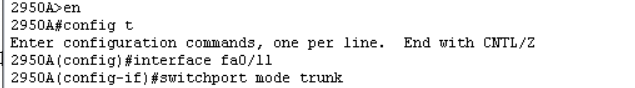 2950A>en
2950A#config t
Enter configuration commands, one per line.  End with CNTL/Z
2950A(config)#interface fa0/11
2950A(config-if)#switchport mode trunk